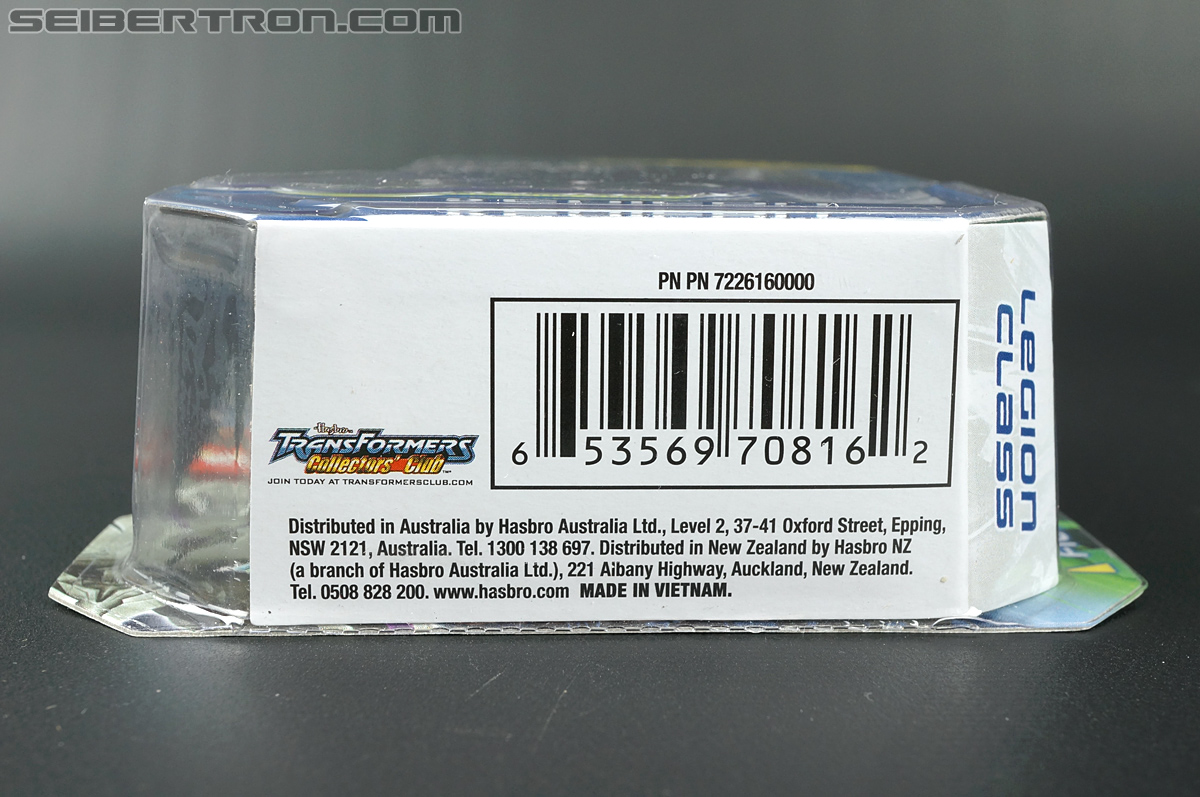 SEIBERTRON.COM
PN PN 7226160000
6 53569 70816 2
Hasbro
TRANSFORMERS
Collectors' Club™
JOIN TODAY AT TRANSFORMERSCLUB.COM
Distributed in Australia by Hasbro Australia Ltd., Level 2, 37-41 Oxford Street, Epping,
NSW 2121, Australia. Tel. 1300 138 697. Distributed in New Zealand by Hasbro NZ
(a branch of Hasbro Australia Ltd.), 221 Aibany Highway, Auckland, New Zealand.
Tel. 0508 828 200. www.hasbro.com MADE IN VIETNAM.
LEGION
CLASS